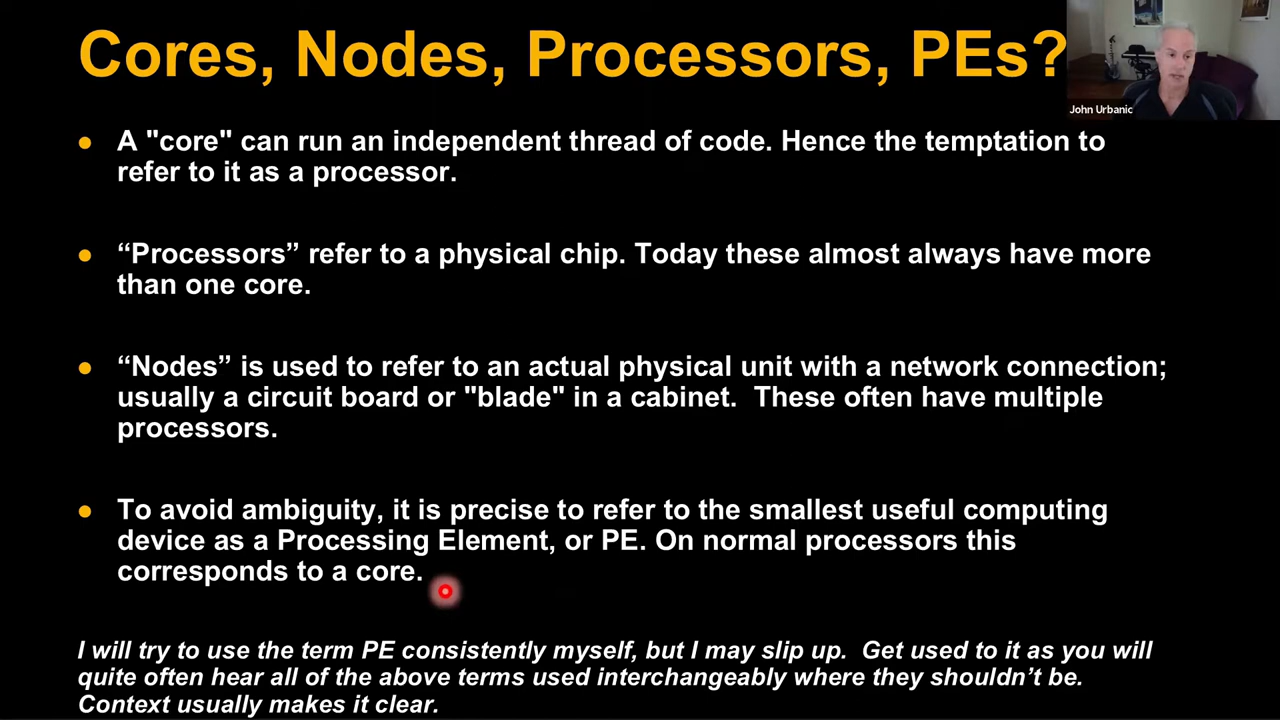 Cores, Nodes, Processors, PEs?
John Urbanic
● A "core" can run an independent thread of code. Hence the temptation to
refer to it as a processor.
● “Processors” refer to a physical chip. Today these almost always have more
than one core.
● “Nodes” is used to refer to an actual physical unit with a network connection;
usually a circuit board or "blade" in a cabinet.  These often have multiple
processors.
● To avoid ambiguity, it is precise to refer to the smallest useful computing
device as a Processing Element, or PE. On normal processors this
corresponds to a core.
I will try to use the term PE consistently myself, but I may slip up.  Get used to it as you will
quite often hear all of the above terms used interchangeably where they shouldn’t be.
Context usually makes it clear.